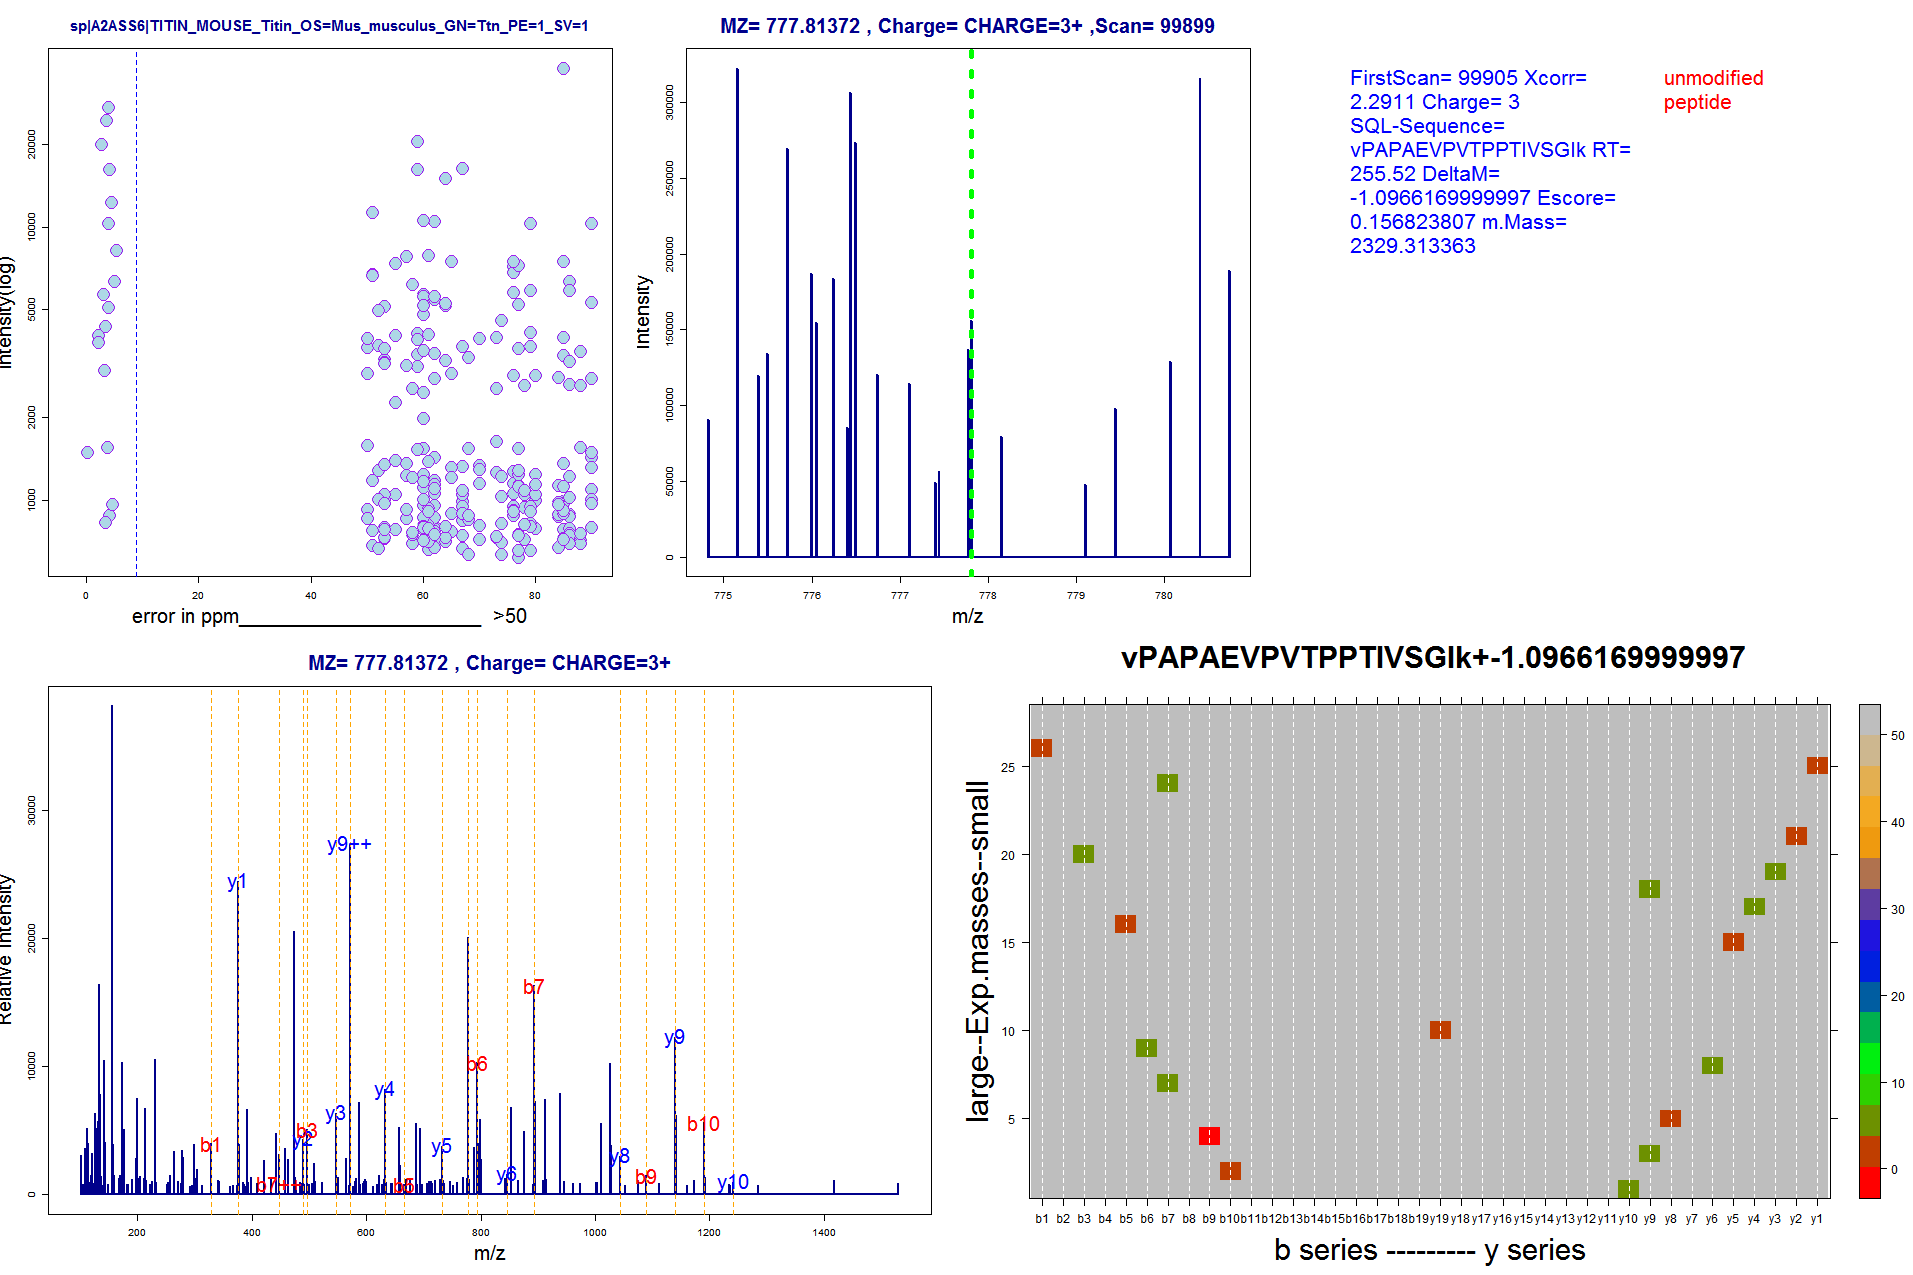 sp|A2ASS6|TITIN_MOUSE_Titin_OS=Mus_musculus_GN=Ttn_PE=1_SV=1
Intensity(log)
1000
2000
5000
10000
20000
0
20
40
60
80
error in ppm______________________ >50
MZ= 777.81372 , Charge= CHARGE=3+ ,Scan= 99899
Intensity
0
50000
100000
150000
200000
250000
300000
775
776
777
778
779
780
m/z
FirstScan= 99905 Xcorr=
2.2911 Charge= 3
SQL-Sequence=
vPAPAEVPVTPPTIVSGlk RT=
255.52 DeltaM=
-1.0966169999997 Escore=
0.156823807 m.Mass=
2329.313363
unmodified
peptide
MZ= 777.81372 , Charge= CHARGE=3+
Relative Intensity
0
10000
20000
30000
y9++
y1
b7
y9
b6
y4
y3
b10
b3
y2
b1
y5
y8
y6
b9
b7++
b5
y10
200
400
600
800
1000
1200
1400
m/z
vPAPAEVPVTPPTIVSGlk+-1.0966169999997
large--Exp.masses--small
5
10
15
20
25
b1 b2 b3 b4 b5 b6 b7 b8 b9 b10 b11 b12 b13 b14 b15 b16 b17 b18 b19 y19 y18 y17 y16 y15 y14 y13 y12 y11 y10 y9 y8 y7 y6 y5 y4 y3 y2 y1
b series --------- y series
50
40
30
20
10
0